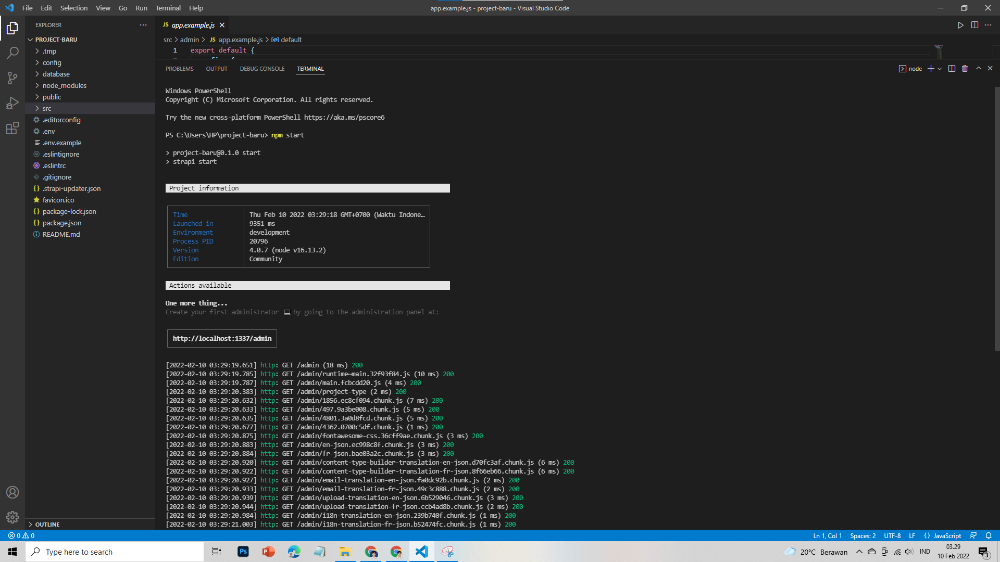 File Edit Selection View Go Run Terminal Help
app.example.js - project-baru - Visual Studio Code
EXPLORER
PROJECT-BARU
.tmp
config
database
node_modules
public
src
.editorconfig
.env
.env.example
.eslintignore
.eslintrc
.gitignore
.strapi-updater.json
favicon.ico
package-lock.json
package.json
README.md
OUTLINE
JS app.example.js
src > admin > JS app.example.js > default
1 export default {
PROBLEMS OUTPUT DEBUG CONSOLE TERMINAL
node
Windows PowerShell
Copyright (C) Microsoft Corporation. All rights reserved.
Try the new cross-platform PowerShell https://aka.ms/pscore6
PS C:\Users\HP\project-baru> npm start
> project-baru@0.1.0 start
> strapi start
Project information
Time Thu Feb 10 2022 03:29:18 GMT+0700 (Waktu Indone…
Launched in 9351 ms
Environment development
Process PID 20796
Version 4.0.7 (node v16.13.2)
Edition Community
Actions available
One more thing...
Create your first administrator 💻 by going to the administration panel at:
http://localhost:1337/admin
[2022-02-10 03:29:19.651] http: GET /admin (18 ms) 200
[2022-02-10 03:29:19.785] http: GET /admin/runtime~main.32f93f84.js (10 ms) 200
[2022-02-10 03:29:19.787] http: GET /admin/main.fcbcdd20.js (4 ms) 200
[2022-02-10 03:29:20.383] http: GET /admin/project-type (2 ms) 200
[2022-02-10 03:29:20.632] http: GET /admin/1856.ec8cf094.chunk.js (7 ms) 200
[2022-02-10 03:29:20.633] http: GET /admin/497.9a3be008.chunk.js (5 ms) 200
[2022-02-10 03:29:20.635] http: GET /admin/4801.3a0d8fcd.chunk.js (5 ms) 200
[2022-02-10 03:29:20.677] http: GET /admin/4362.0700c5df.chunk.js (1 ms) 200
[2022-02-10 03:29:20.875] http: GET /admin/fontawesome-css.36cff9ae.chunk.js (3 ms) 200
[2022-02-10 03:29:20.883] http: GET /admin/en-json.ec998c8f.chunk.js (3 ms) 200
[2022-02-10 03:29:20.884] http: GET /admin/fr-json.bae03a2c.chunk.js (3 ms) 200
[2022-02-10 03:29:20.920] http: GET /admin/content-type-builder-translation-en-json.d70fc3af.chunk.js (6 ms) 200
[2022-02-10 03:29:20.922] http: GET /admin/content-type-builder-translation-fr-json.8f66eb66.chunk.js (6 ms) 200
[2022-02-10 03:29:20.927] http: GET /admin/email-translation-en-json.fa0dc92b.chunk.js (2 ms) 200
[2022-02-10 03:29:20.933] http: GET /admin/email-translation-fr-json.49c3c888.chunk.js (2 ms) 200
[2022-02-10 03:29:20.939] http: GET /admin/upload-translation-en-json.6b529046.chunk.js (3 ms) 200
[2022-02-10 03:29:20.944] http: GET /admin/upload-translation-fr-json.ccb4ad8b.chunk.js (2 ms) 200
[2022-02-10 03:29:20.984] http: GET /admin/i18n-translation-en-json.239b740f.chunk.js (1 ms) 200
[2022-02-10 03:29:21.003] http: GET /admin/i18n-translation-fr-json.b52474fc.chunk.js (1 ms) 200
0 0
Ln 1, Col 1 Spaces: 2 UTF-8 LF {} JavaScript
Type here to search
Ps
20°C Berawan
IND
03.29
10 Feb 2022
3